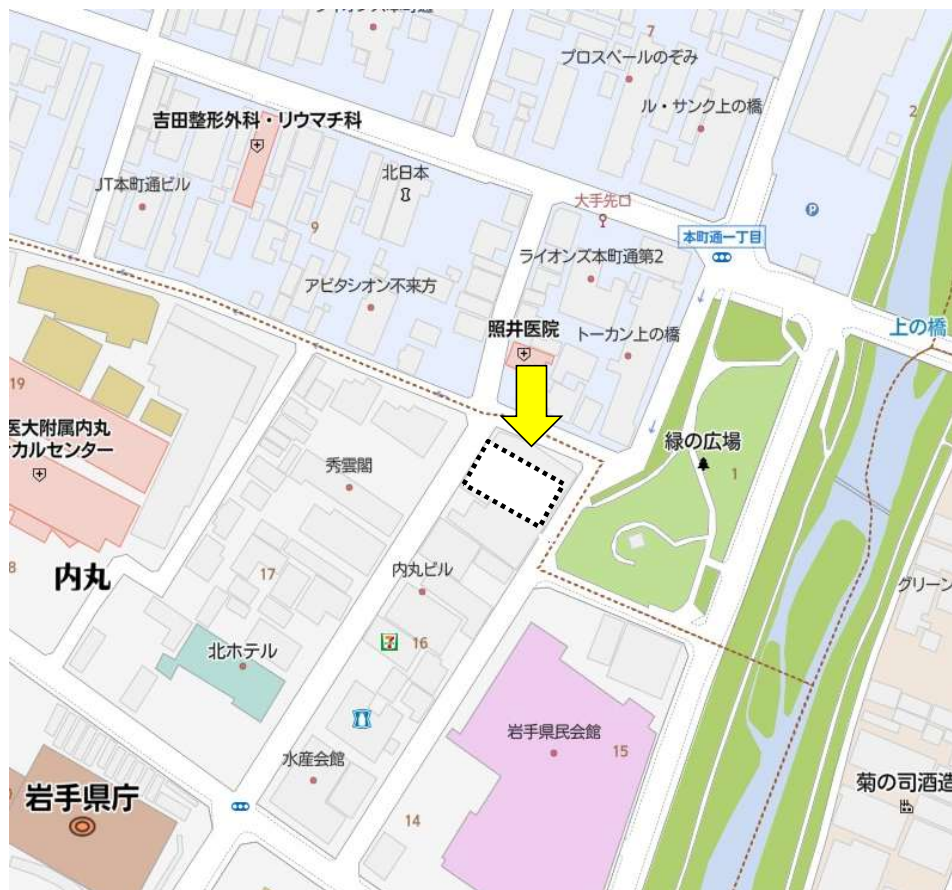 プロスペールのぞみ
7
ル・サンク上の橋
2
吉田整形外科・リウマチ科
北日本
JT本町通ビル
9
大手先口
P
本町通一丁目
ライオンズ本町通第2
アビタシオン不来方
照井医院
トーカン上の橋
上の橋
19
医大附属内丸
カルセンター
秀雲閣
緑の広場
1
内丸
17
内丸ビル
16
7
グリーン
北ホテル
岩手県民会館
15
水産会館
岩手県庁
14
菊の司酒造